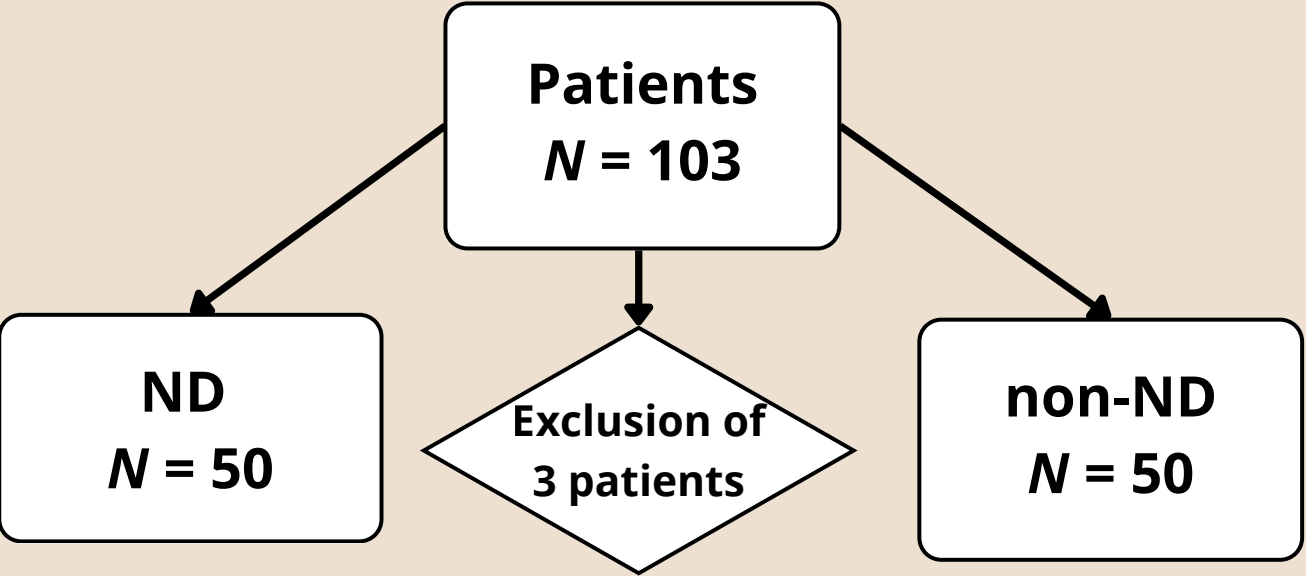 Patients
N = 103
ND
N = 50
Exclusion of
3 patients
non-ND
N = 50